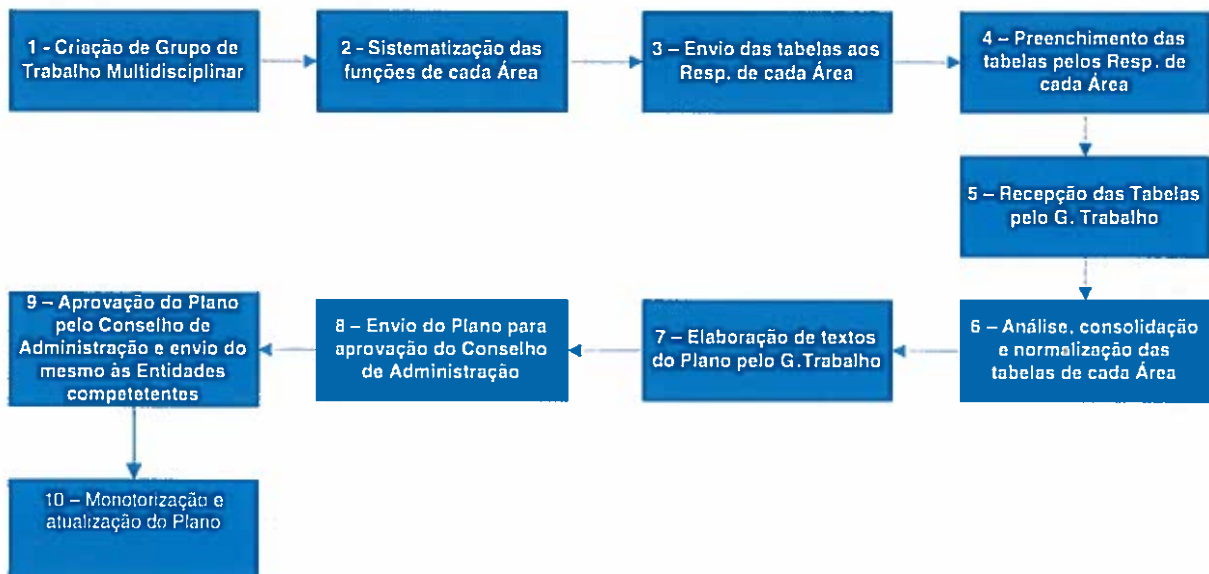 1 - Criação de Grupo de
Trabalho Multidisciplinar
2 - Sistematização das
funções de cada Área
3 – Envio das tabelas aos
Resp. de cada Área
4 – Preenchimento das
tabelas pelos Resp. de
cada Área
5 – Recepção das Tabelas
pelo G. Trabalho
6 – Análise, consolidação
e normalização das
tabelas de cada Área
7 – Elaboração de textos
do Plano pelo G.Trabalho
8 – Envio do Plano para
aprovação do Conselho
de Administração
9 – Aprovação do Plano
pelo Conselho de
Administração e envio do
mesmo às Entidades
competetentes
10 – Monotorização e
atualização do Plano